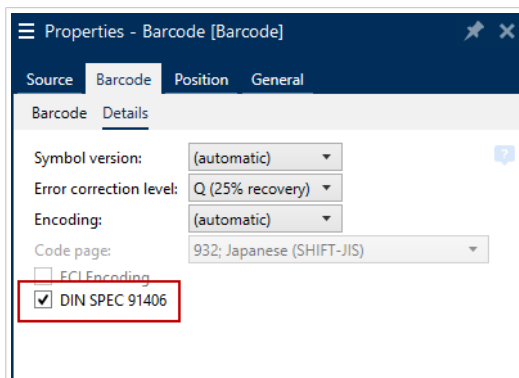 Properties - Barcode [Barcode]
Source Barcode Position General
Barcode Details
Symbol version: (automatic)
Error correction level: Q (25% recovery)
Encoding: (automatic)
Code page: 932; Japanese (SHIFT-JIS)
ECI Encoding
DIN SPEC 91406